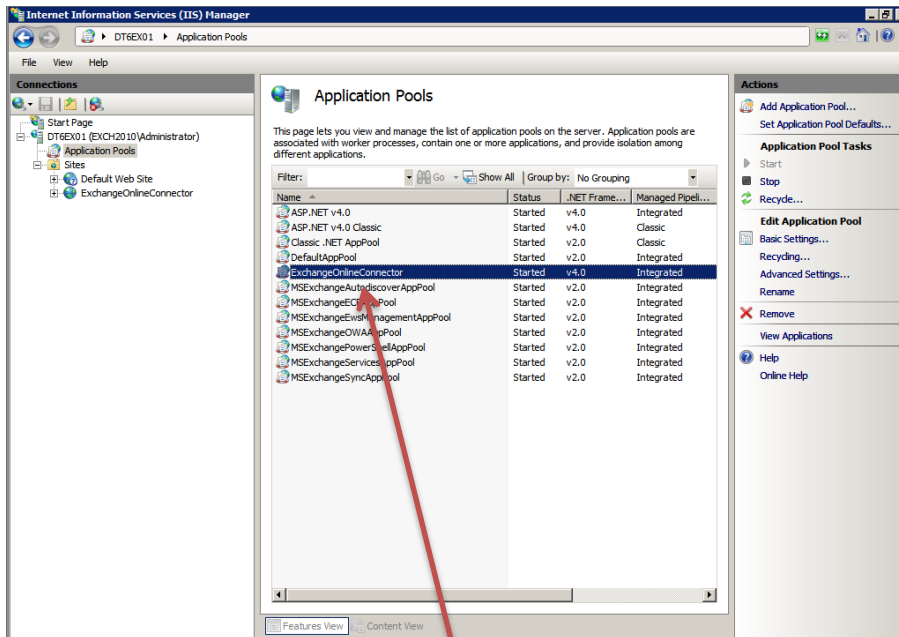 Internet Information Services (IIS) Manager
DT6EX01 Application Pools
File View Help
Connections
Start Page
DT6EX01 (EXCH2010\Administrator)
Application Pools
Sites
Default Web Site
ExchangeOnlineConnector
Application Pools
This page lets you view and manage the list of application pools on the server. Application pools are
associated with worker processes, contain one or more applications, and provide isolation among
different applications.
Filter: Go Show All Group by: No Grouping
Name Status .NET Frame... Managed Pipeli...
ASP.NET v4.0 Started v4.0 Integrated
ASP.NET v4.0 Classic Started v4.0 Classic
Classic .NET AppPool Started v2.0 Classic
DefaultAppPool Started v2.0 Integrated
ExchangeOnlineConnector Started v4.0 Integrated
MSExchangeAutodiscoverAppPool Started v2.0 Integrated
MSExchangeECPAppPool Started v2.0 Integrated
MSExchangeEwsManagementAppPool Started v2.0 Integrated
MSExchangeOWAAppPool Started v2.0 Integrated
MSExchangePowerShellAppPool Started v2.0 Integrated
MSExchangeServicesAppPool Started v2.0 Integrated
MSExchangeSyncAppPool Started v2.0 Integrated
Features View Content View
Actions
Add Application Pool...
Set Application Pool Defaults...
Application Pool Tasks
Start
Stop
Recycle...
Edit Application Pool
Basic Settings...
Recycling...
Advanced Settings...
Rename
Remove
View Applications
Help
Online Help